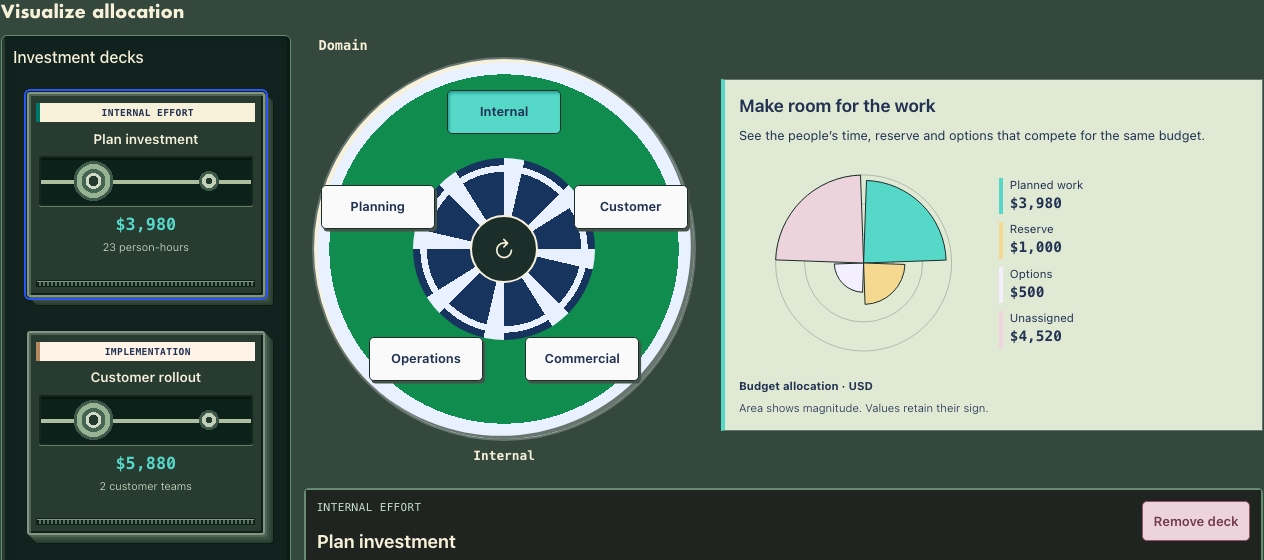 Visualize allocation
Investment decks
INTERNAL EFFORT
Plan investment
$3,980
23 person-hours
IMPLEMENTATION
Customer rollout
$5,880
2 customer teams
Domain
Internal
Planning
Customer
Operations
Commercial
Internal
Make room for the work
See the people's time, reserve and options that compete for the same budget.
Planned work
$3,980
Reserve
$1,000
Options
$500
Unassigned
$4,520
Budget allocation · USD
Area shows magnitude. Values retain their sign.
INTERNAL EFFORT
Plan investment
Remove deck